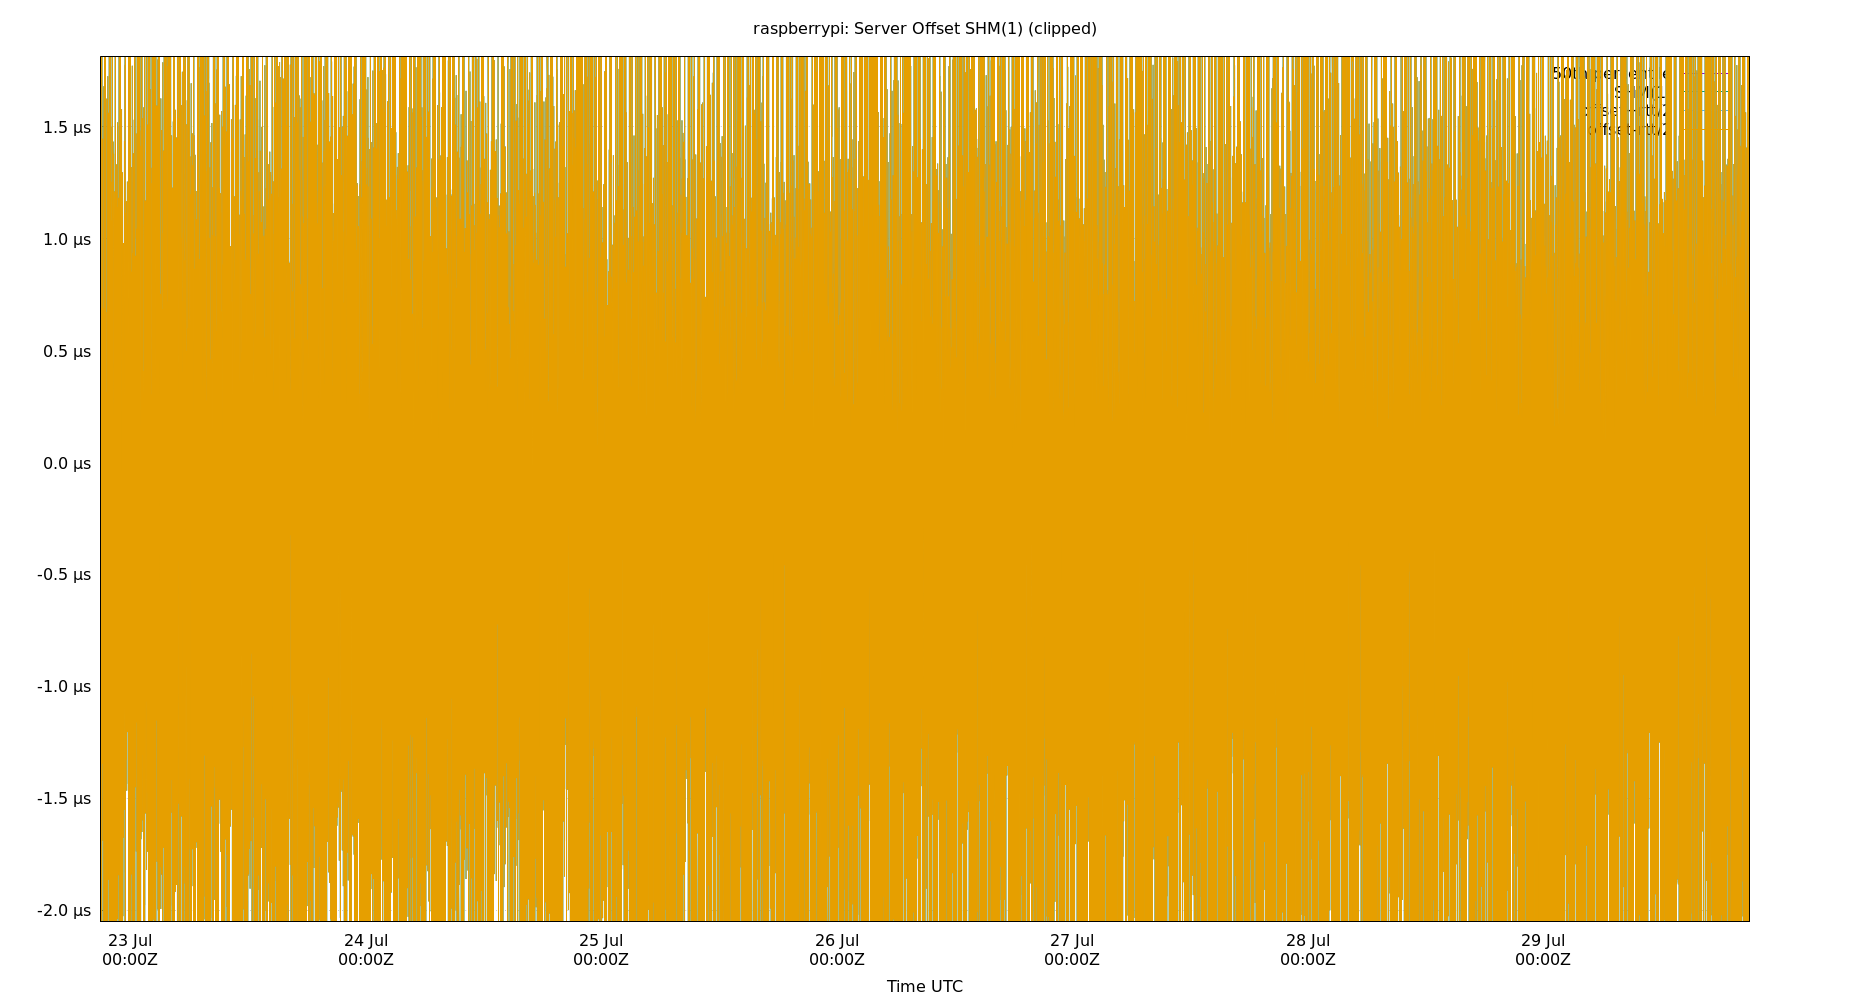 raspberrypi: Server Offset SHM(1) (clipped)
1.5 µs
1.0 µs
0.5 µs
0.0 µs
-0.5 µs
-1.0 µs
-1.5 µs
-2.0 µs
23 Jul
00:00Z
24 Jul
00:00Z
25 Jul
00:00Z
26 Jul
00:00Z
27 Jul
00:00Z
28 Jul
00:00Z
29 Jul
00:00Z
Time UTC